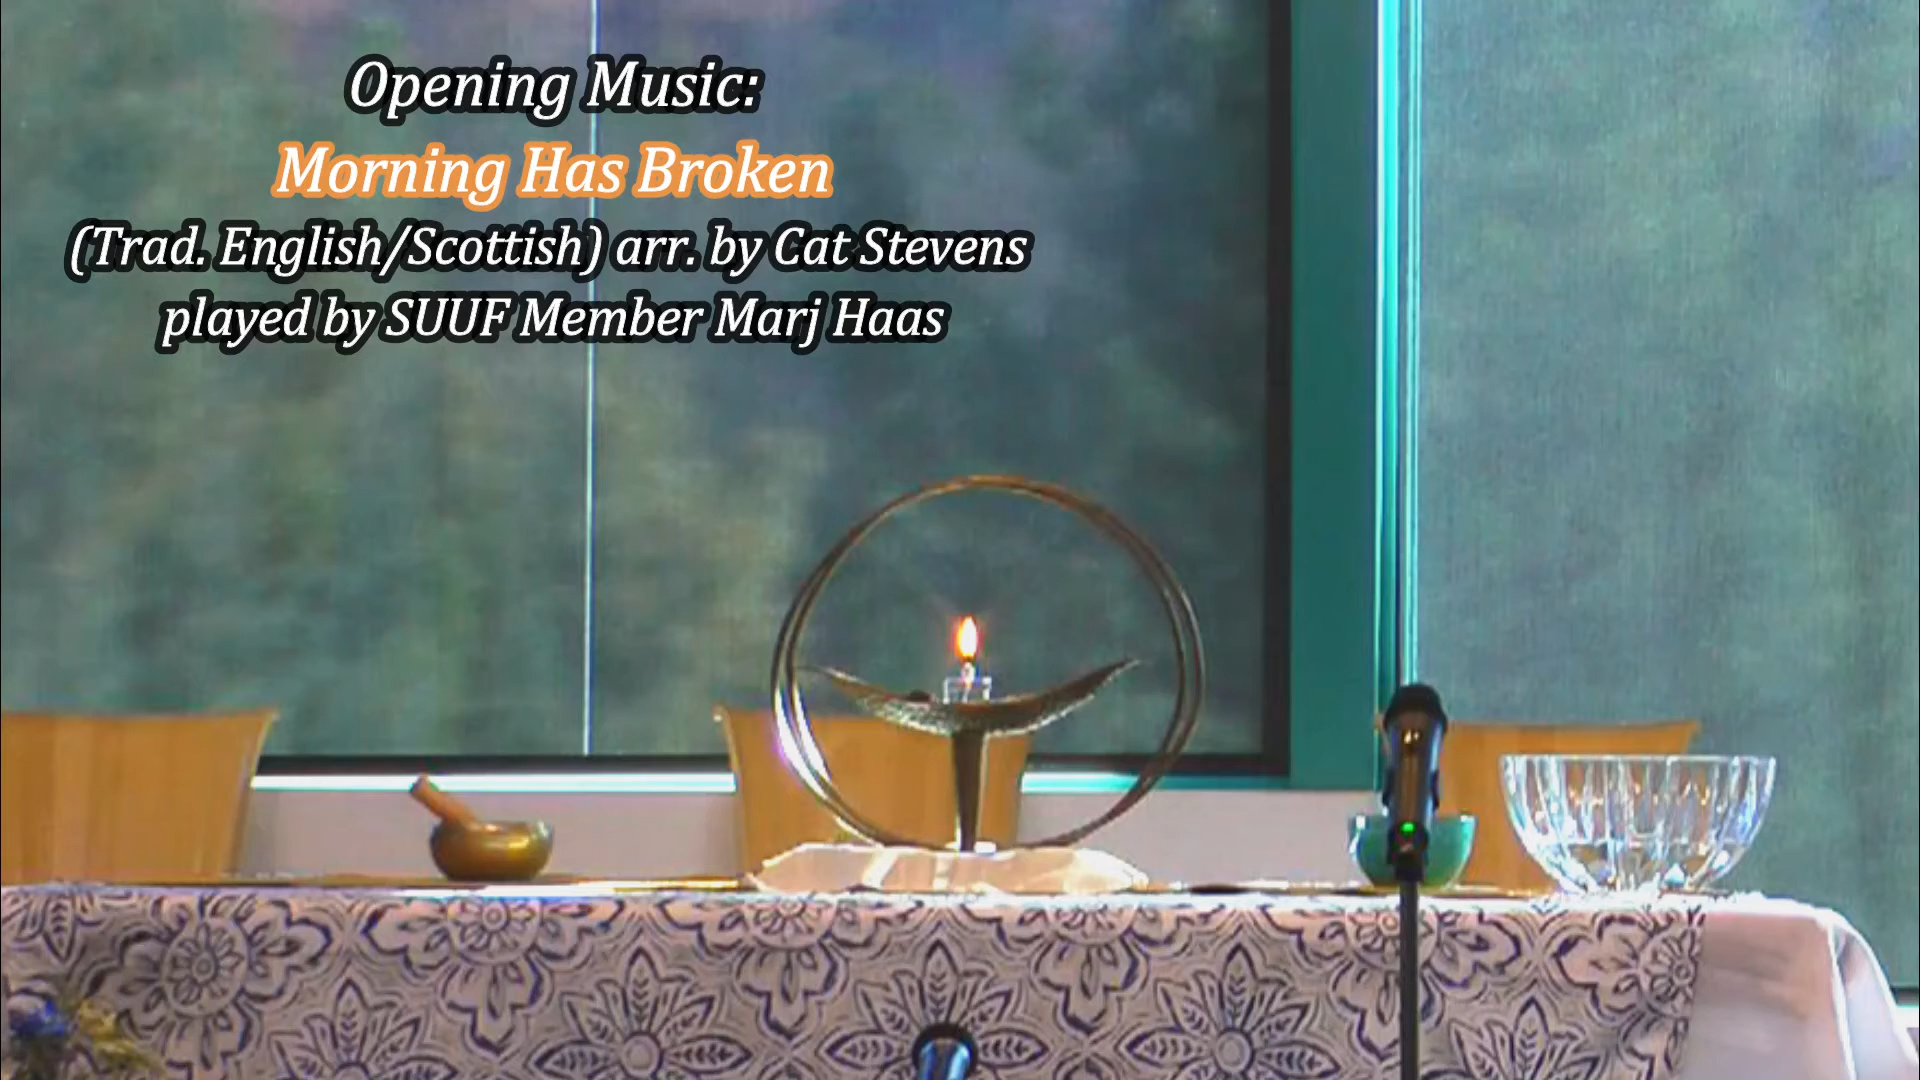 Opening Music:
Morning Has Broken
(Trad. English/Scottish) arr. by Cat Stevens
played by SUUF Member Marj Haas